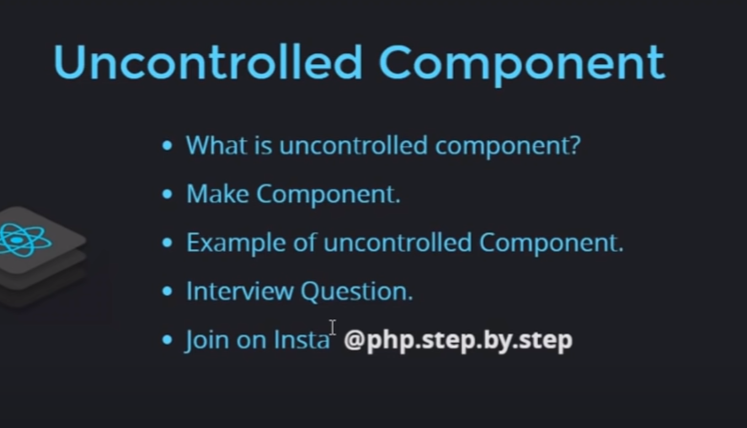 Uncontrolled Component
• What is uncontrolled component?
• Make Component.
• Example of uncontrolled Component.
• Interview Question.
• Join on Insta @php.step.by.step